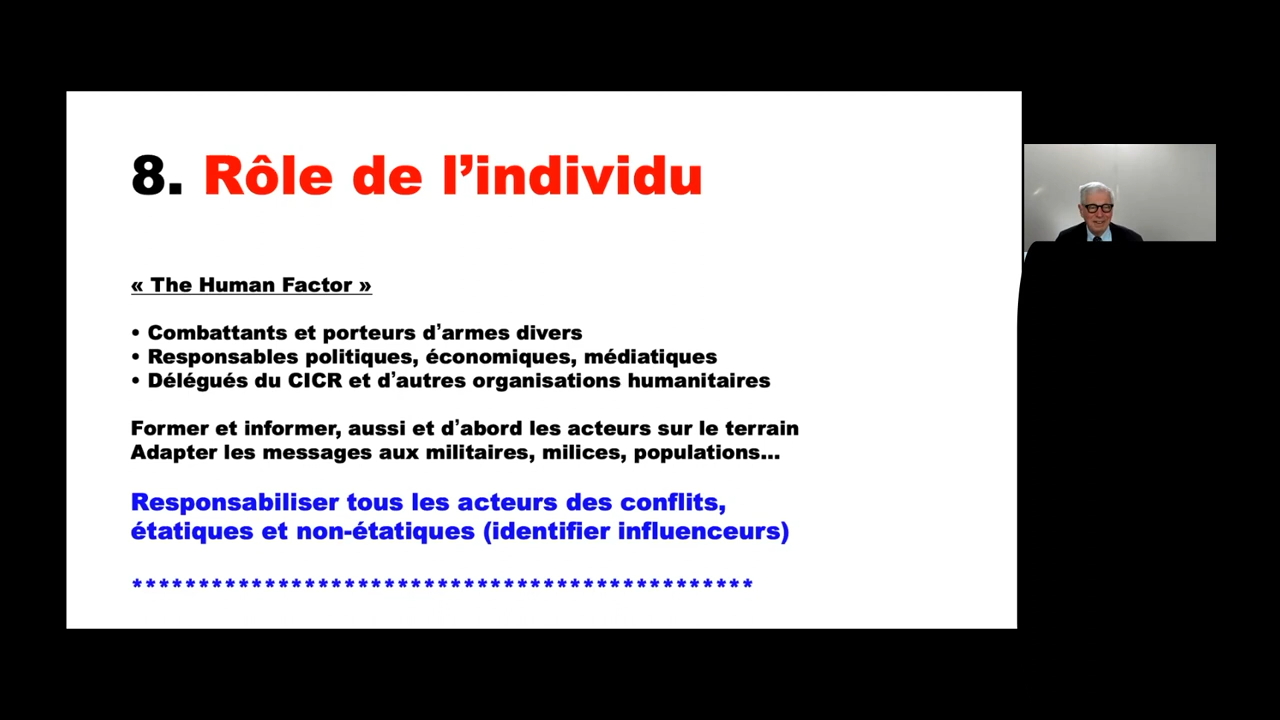 8. Rôle de l’individu
« The Human Factor »
• Combattants et porteurs d’armes divers
• Responsables politiques, économiques, médiatiques
• Délégués du CICR et d’autres organisations humanitaires
Former et informer, aussi et d’abord les acteurs sur le terrain
Adapter les messages aux militaires, milices, populations...
Responsabiliser tous les acteurs des conflits,
étatiques et non-étatiques (identifier influenceurs)
***********************************************